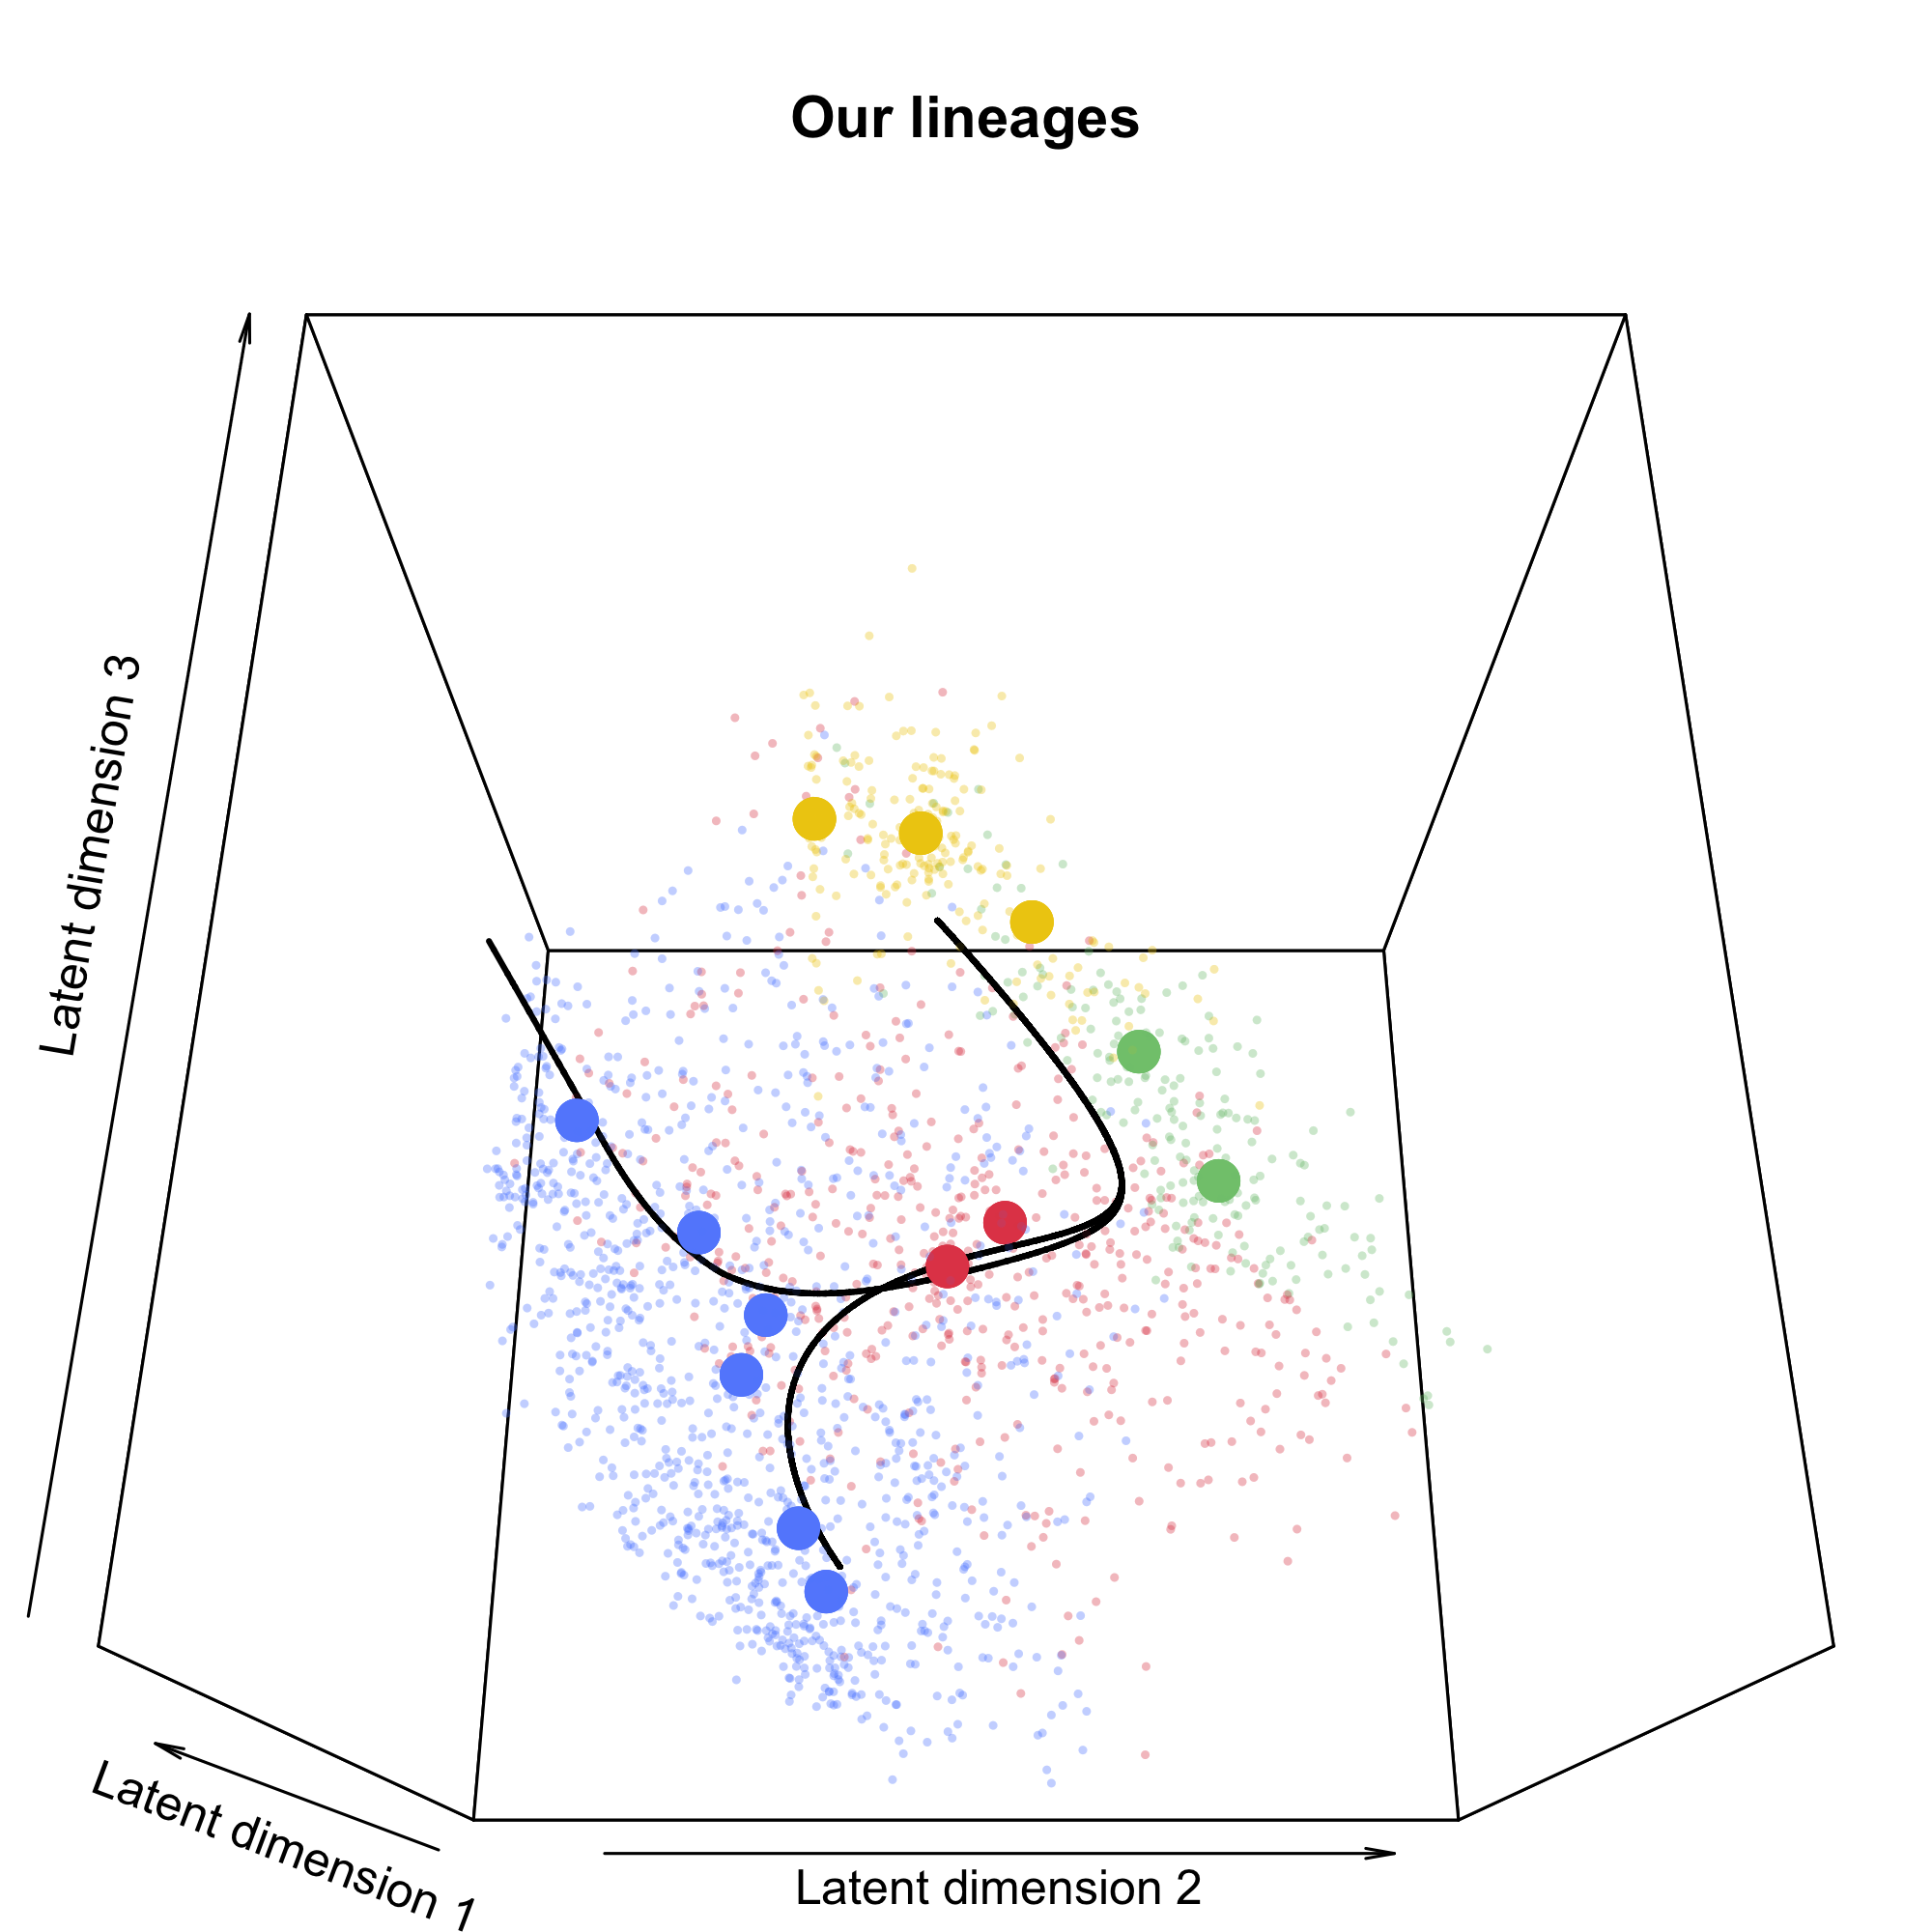 Our lineages
Latent dimension 3
Latent dimension 1
Latent dimension 2